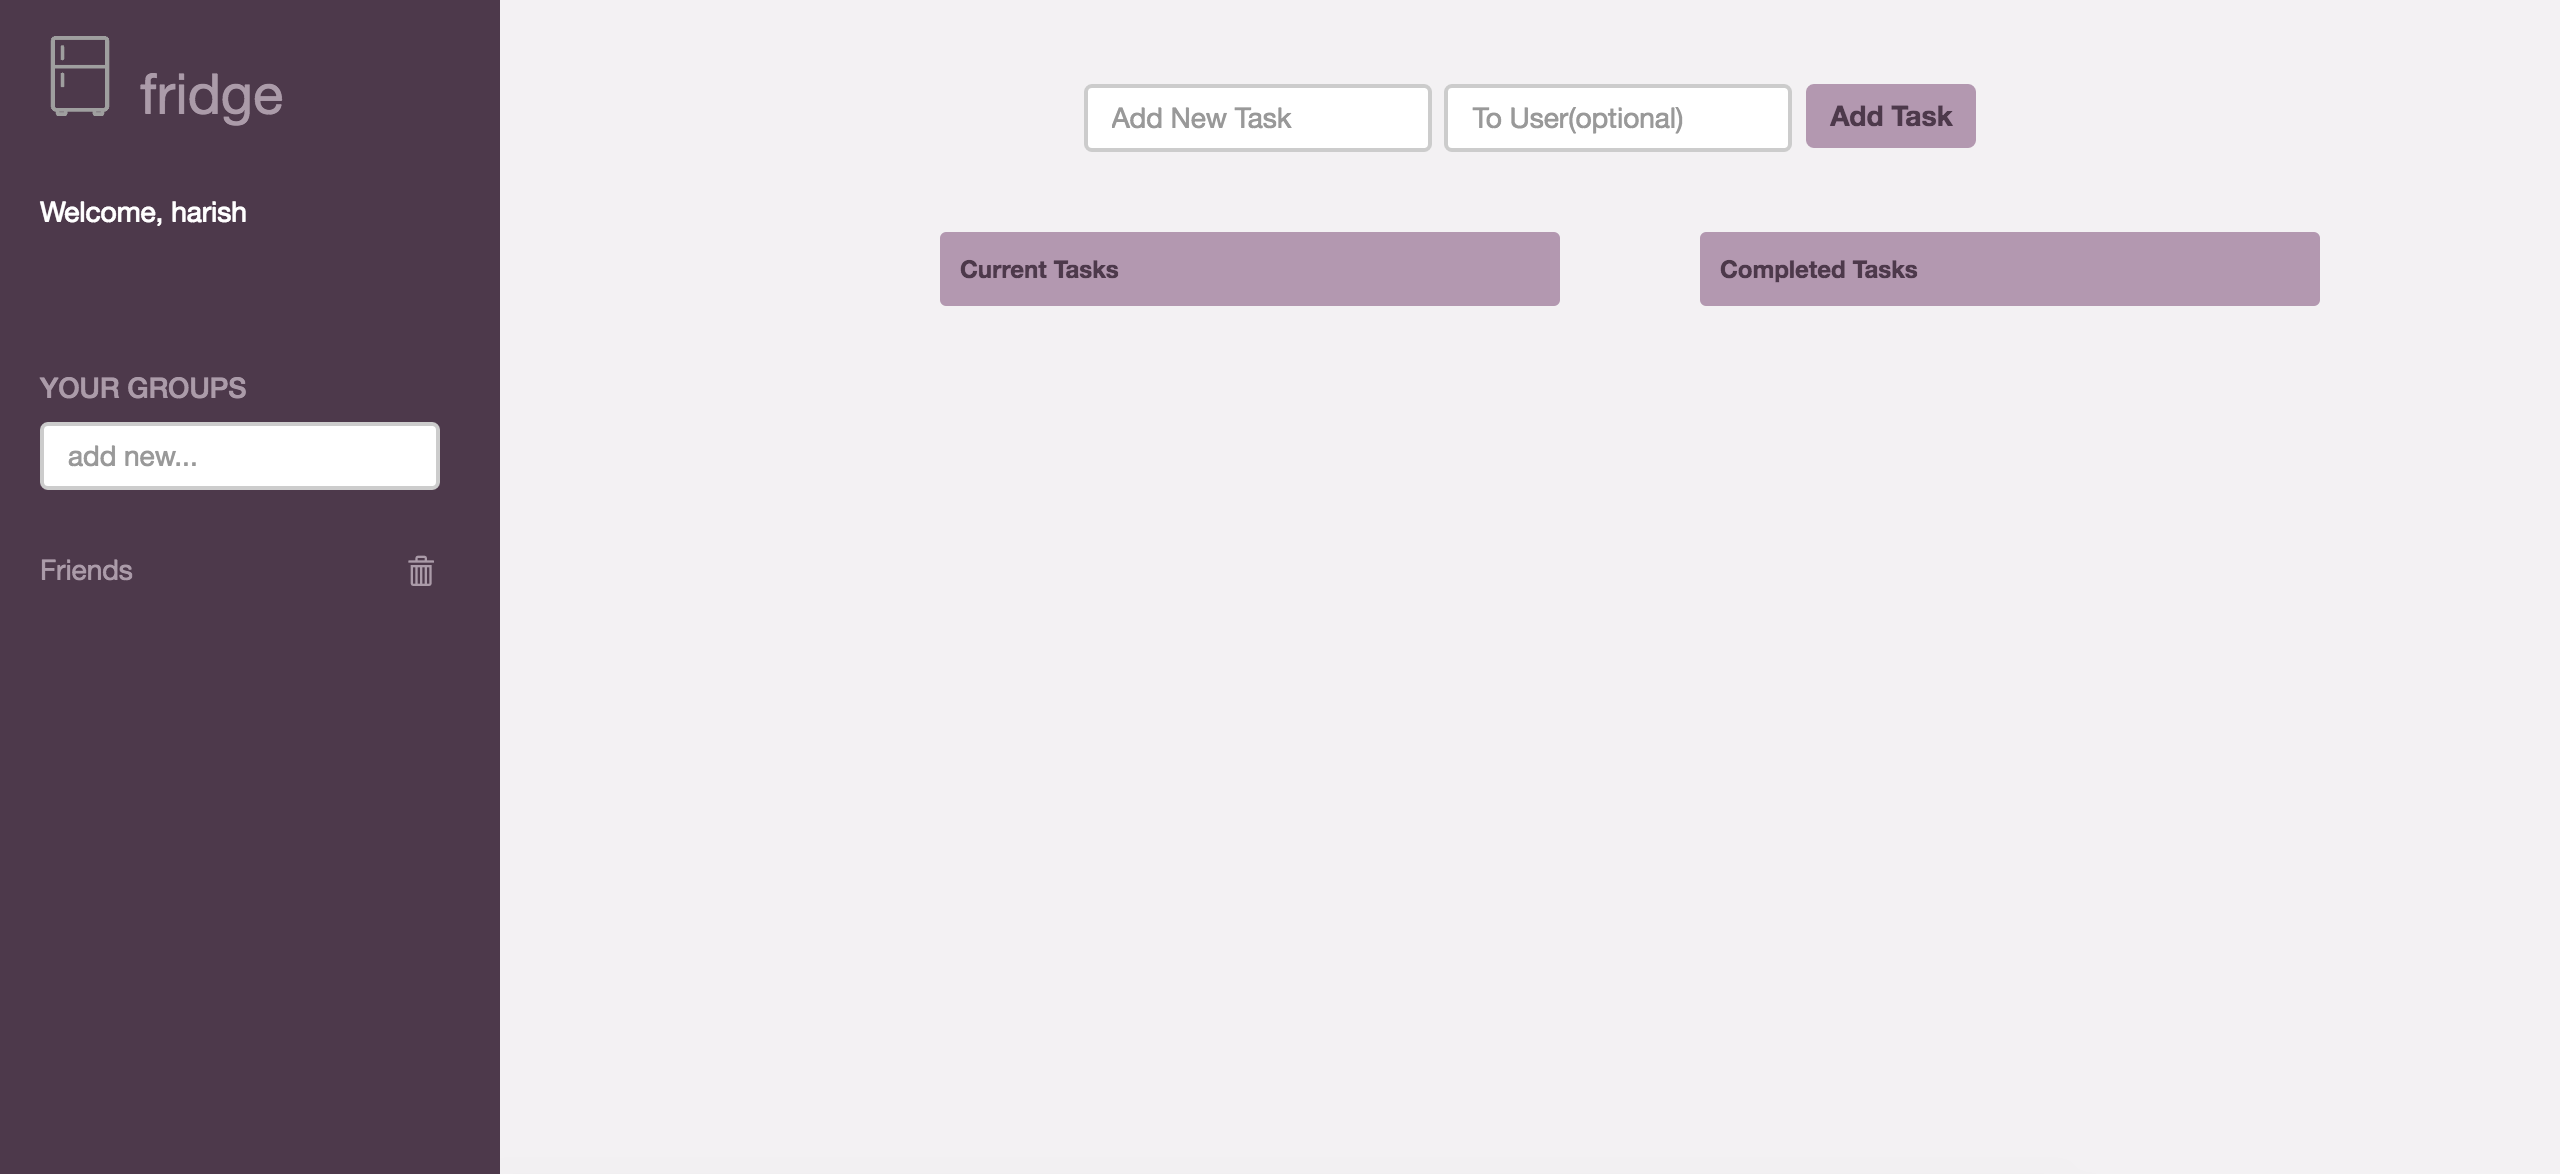 fridge
Welcome, harish
YOUR GROUPS
add new...
Friends
Add New Task
To User(optional)
Add Task
Current Tasks
Completed Tasks